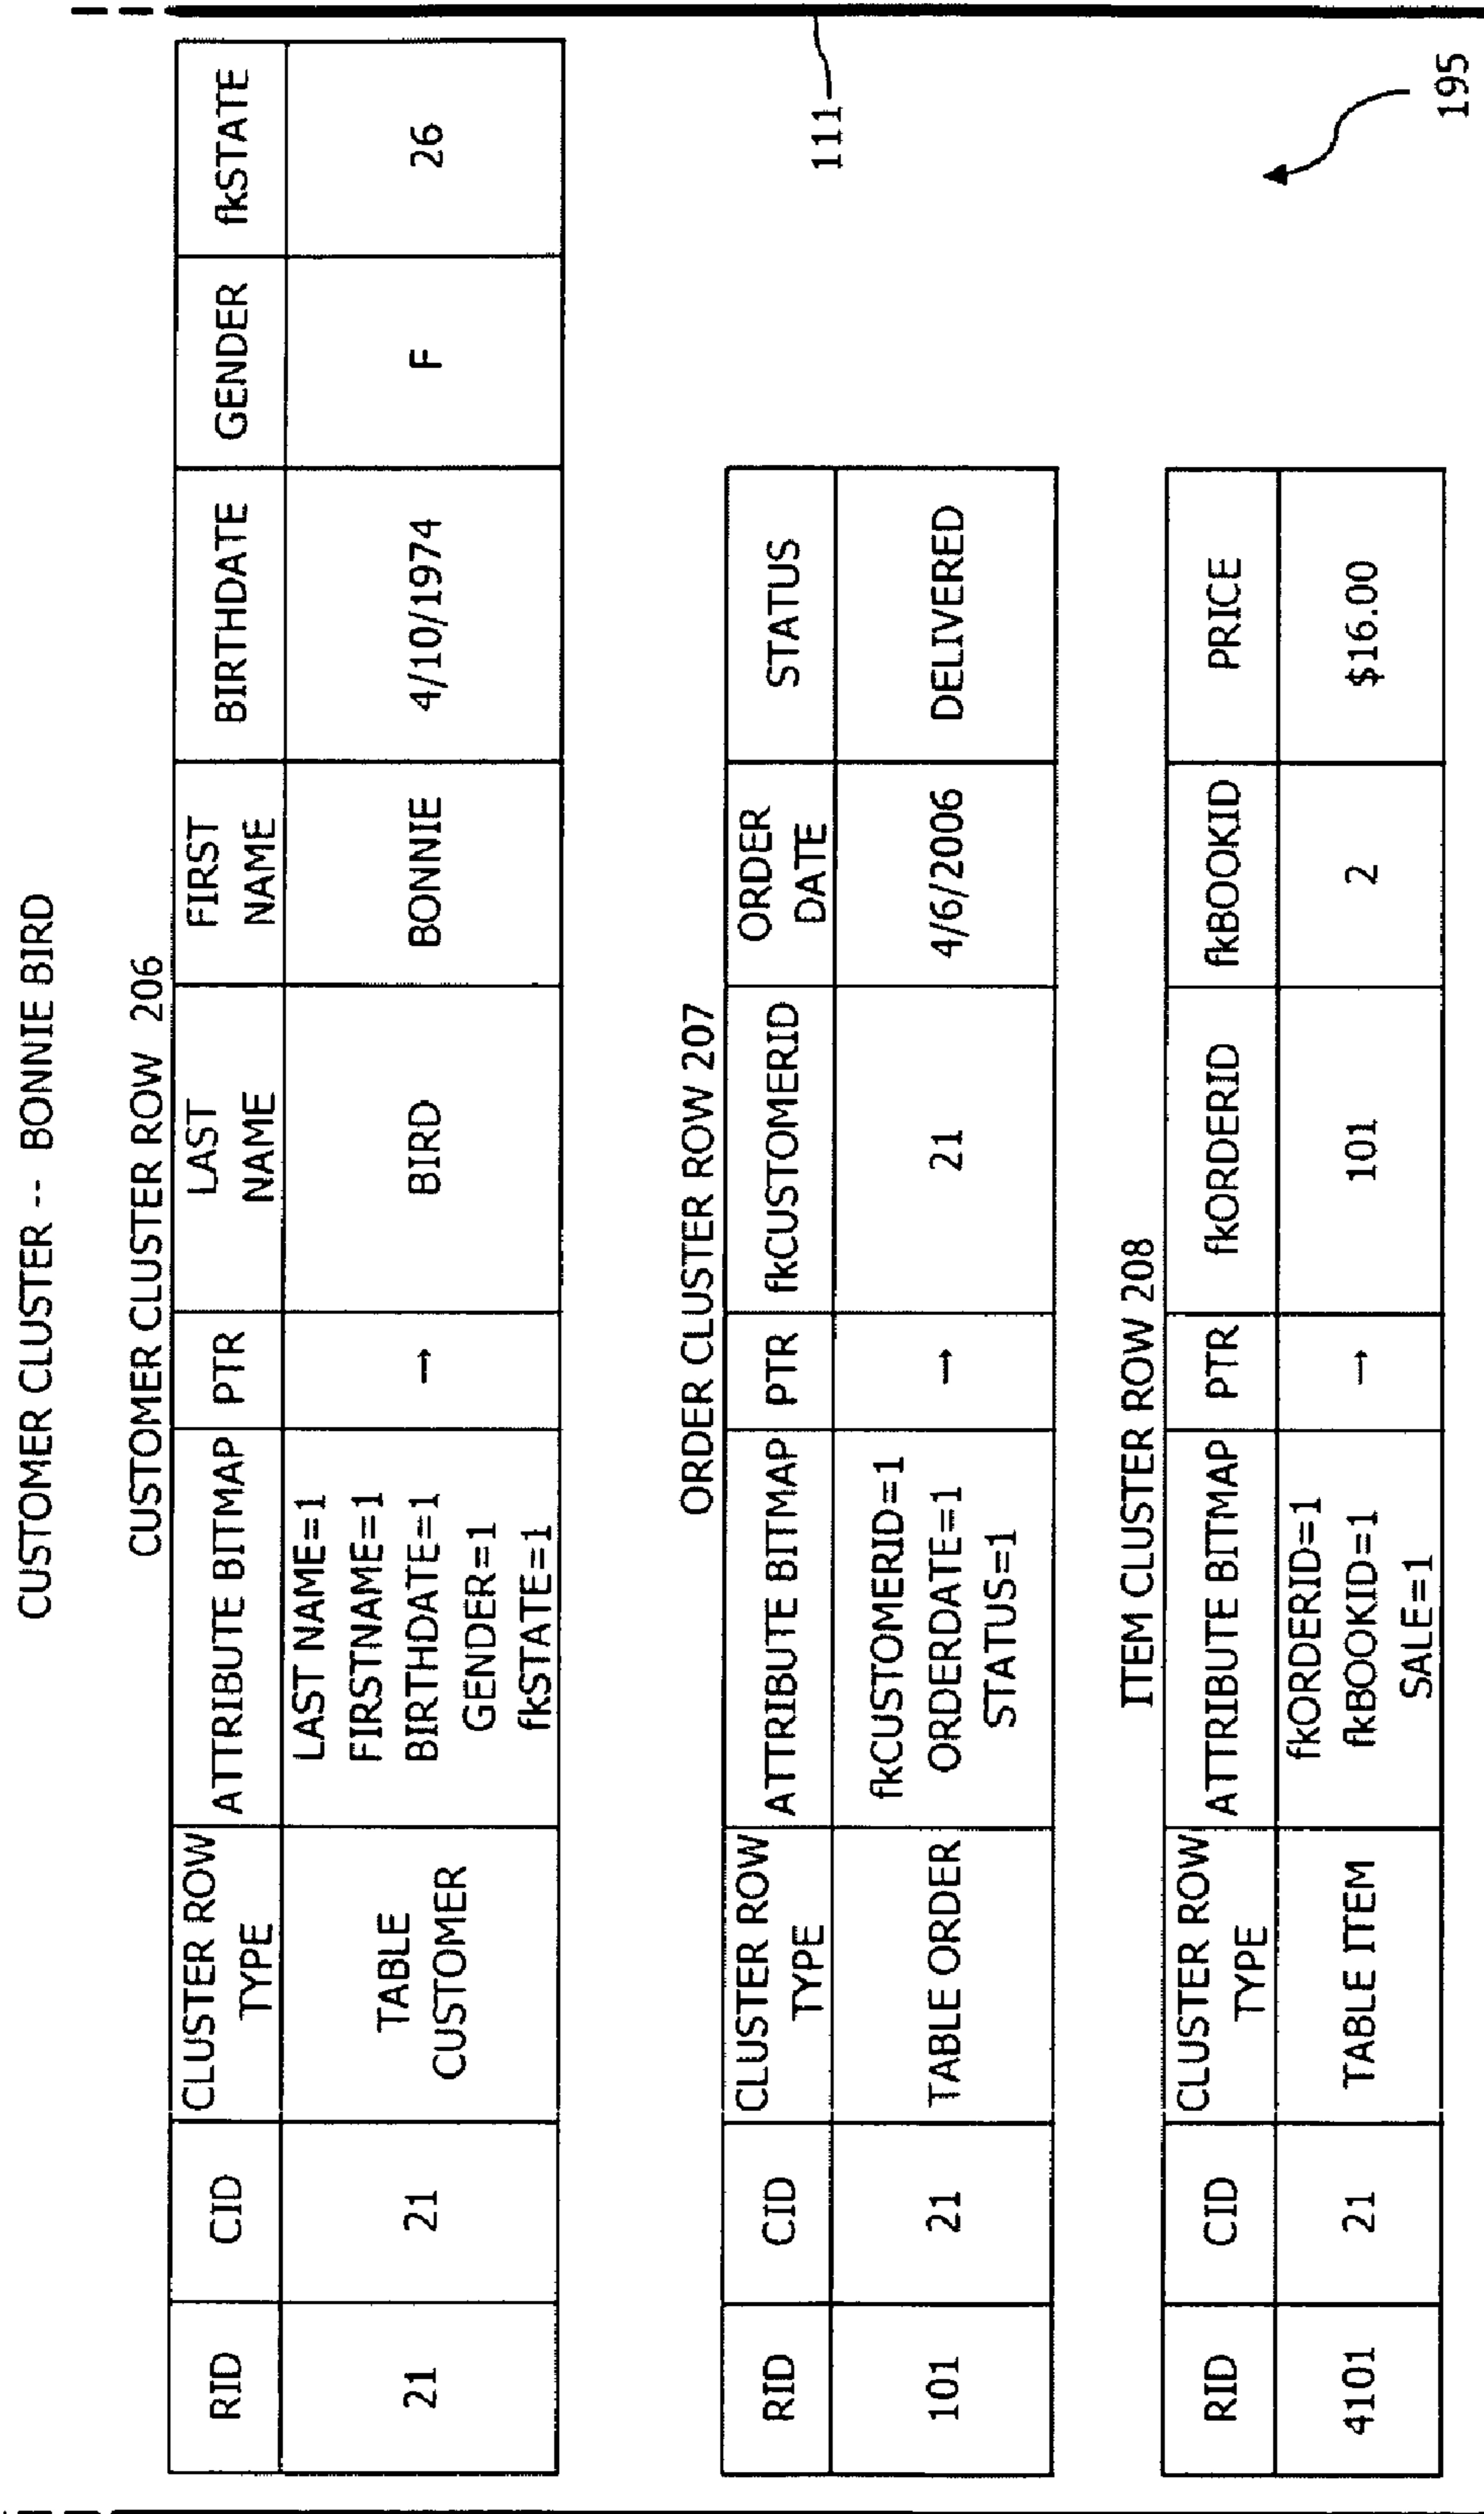 CUSTOMER CLUSTER -- BONNIE BIRD
CUSTOMER CLUSTER ROW 206
RID CID CLUSTER ROW TYPE ATTRIBUTE BITMAP PTR LAST NAME FIRST NAME BIRTHDATE GENDER fkSTATE
21 21 TABLE CUSTOMER LAST NAME=1 → BIRD BONNIE 4/10/1974 F 26
FIRSTNAME=1
BIRTHDATE=1
GENDER=1
fkSTATE=1
ORDER CLUSTER ROW 207
RID CID CLUSTER ROW TYPE ATTRIBUTE BITMAP PTR fkCUSTOMERID ORDER DATE STATUS
101 21 TABLE ORDER fkCUSTOMERID=1 → 21 4/6/2006 DELIVERED
ORDERDATE=1
STATUS=1
111
ITEM CLUSTER ROW 208
RID CID CLUSTER ROW TYPE ATTRIBUTE BITMAP PTR fkORDERID fkBOOKID PRICE
4101 21 TABLE ITEM fkORDERID=1 → 101 2 $16.00
fkBOOKID=1
SALE=1
195